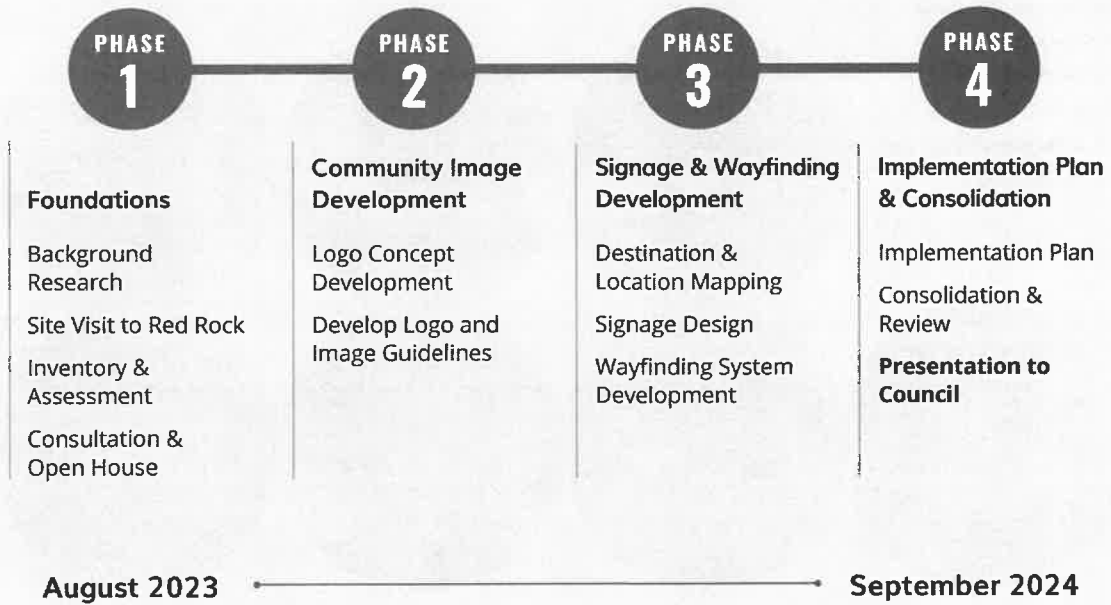 PHASE
1
Foundations
Background
Research
Site Visit to Red Rock
Inventory &
Assessment
Consultation &
Open House
PHASE
2
Community Image
Development
Logo Concept
Development
Develop Logo and
Image Guidelines
PHASE
3
Signage & Wayfinding
Development
Destination &
Location Mapping
Signage Design
Wayfinding System
Development
PHASE
4
Implementation Plan
& Consolidation
Implementation Plan
Consolidation &
Review
Presentation to
Council
August 2023
September 2024